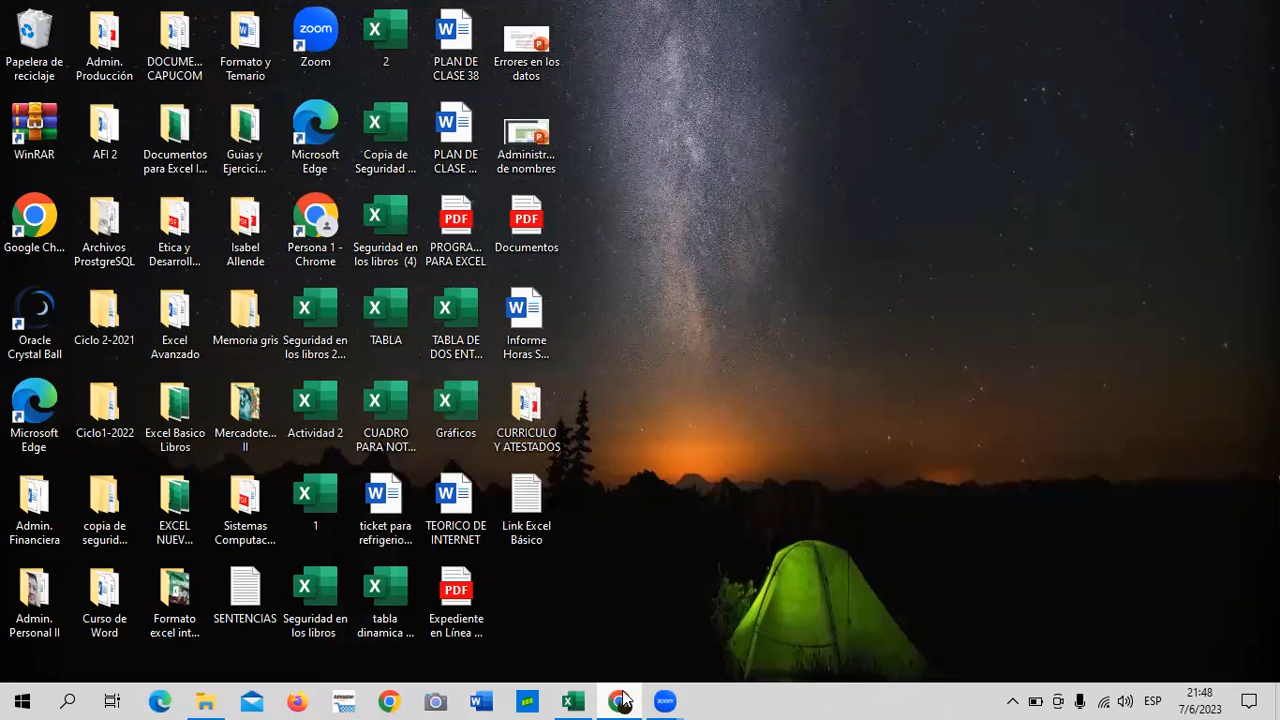 Papelera de
reciclaje
Admin.
Producción
DOCUME...
CAPUCOM
Formato y
Temario
zoom
Zoom
2
PLAN DE
CLASE 38
Errores en los
datos
WinRAR
AFI 2
Documentos
para Excel I...
Guias y
Ejercici...
Microsoft
Edge
Copia de
Seguridad ...
PLAN DE
CLASE ...
Administr...
de nombres
Google Ch...
Archivos
ProstgreSQL
Etica y
Desarroll...
Isabel
Allende
Persona 1 -
Chrome
Seguridad en
los libros (4)
PDF
PROGRA...
PARA EXCEL
PDF
Documentos
Oracle
Crystal Ball
Ciclo 2-2021
Excel
Avanzado
Memoria gris
Seguridad en
los libros 2...
TABLA
TABLA DE
DOS ENT...
Informe
Horas S...
Microsoft
Edge
Ciclo1-2022
Excel Basico
Libros
Mercadote...
II
Actividad 2
CUADRO
PARA NOT...
Gráficos
CURRICULO
Y ATESTADOS
Admin.
Financiera
copia de
segurid...
EXCEL
NUEV...
Sistemas
Computac...
1
ticket para
refrigerio...
TEORICO DE
INTERNET
Link Excel
Básico
Admin.
Personal II
Curso de
Word
Formato
excel int...
SENTENCIAS
Seguridad en
los libros
tabla
dinamica ...
PDF
Expediente
en Línea ...
zoom
ESP
21:48
7/6/2023